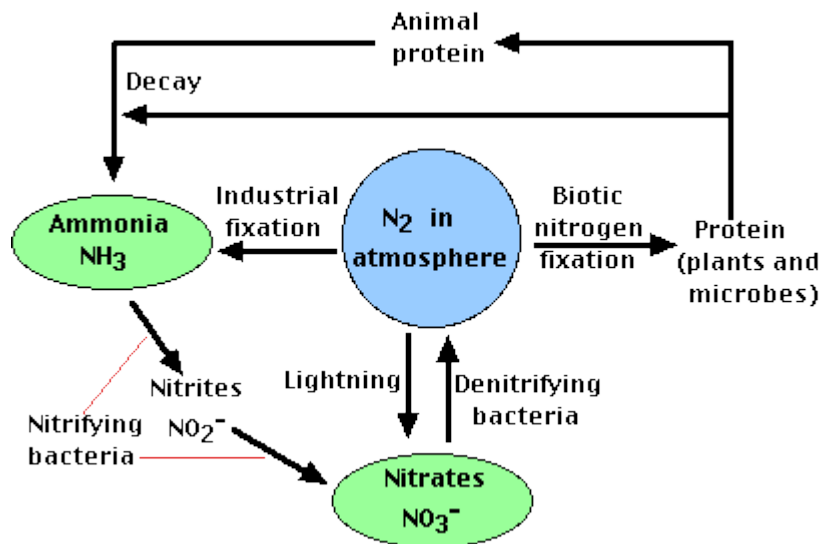 Animal
protein
Decay
Industrial
fixation
N2 in
atmosphere
Biotic
nitrogen
fixation
Protein
(plants and
microbes)
Ammonia
NH3
Lightning
Denitrifying
bacteria
Nitrites
NO2-
Nitrifying
bacteria
Nitrates
NO3-